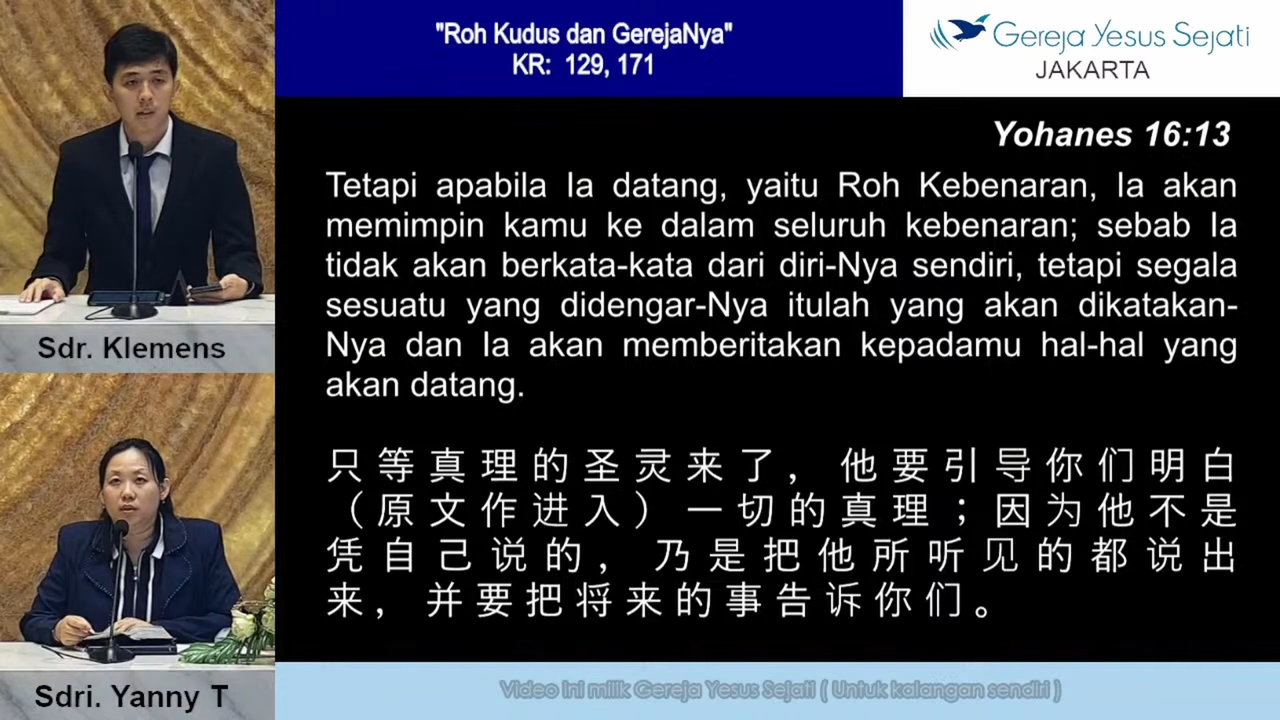 "Roh Kudus dan GerejaNya"
KR: 129, 171
Gereja Yesus Sejati
JAKARTA
Yohanes 16:13
Tetapi apabila Ia datang, yaitu Roh Kebenaran, Ia akan
memimpin kamu ke dalam seluruh kebenaran; sebab Ia
tidak akan berkata-kata dari diri-Nya sendiri, tetapi segala
sesuatu yang didengar-Nya itulah yang akan dikatakan-
Nya dan Ia akan memberitakan kepadamu hal-hal yang
akan datang.
只等真理的圣灵来了，他要引导你们明白
（原文作进入）一切的真理；因为他不是
凭自己说的，乃是把他所听见的都说出
来，并要把将来的事告诉你们。
Sdr. Klemens
Sdri. Yanny T
Video ini milik Gereja Yesus Sejati ( Untuk kalangan sendiri )